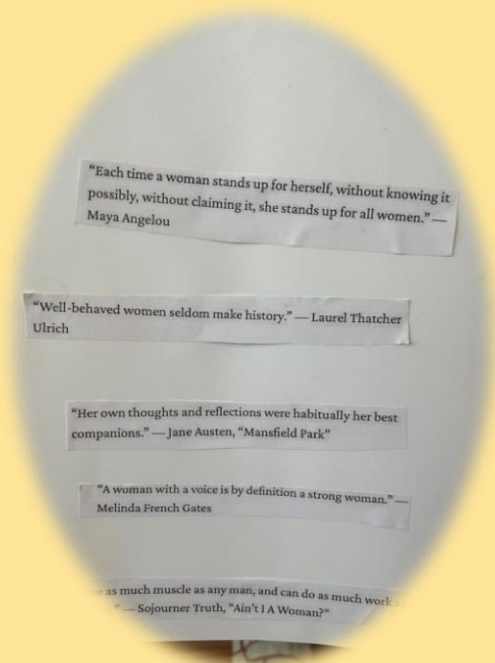 “Each time a woman stands up for herself, without knowing it
possibly, without claiming it, she stands up for all women.” —
Maya Angelou
“Well-behaved women seldom make history.” — Laurel Thatcher
Ulrich
“Her own thoughts and reflections were habitually her best
companions.” — Jane Austen, “Mansfield Park”
“A woman with a voice is by definition a strong woman.” —
Melinda French Gates
as much muscle as any man, and can do as much work
” — Sojourner Truth, “Ain’t I A Woman?”